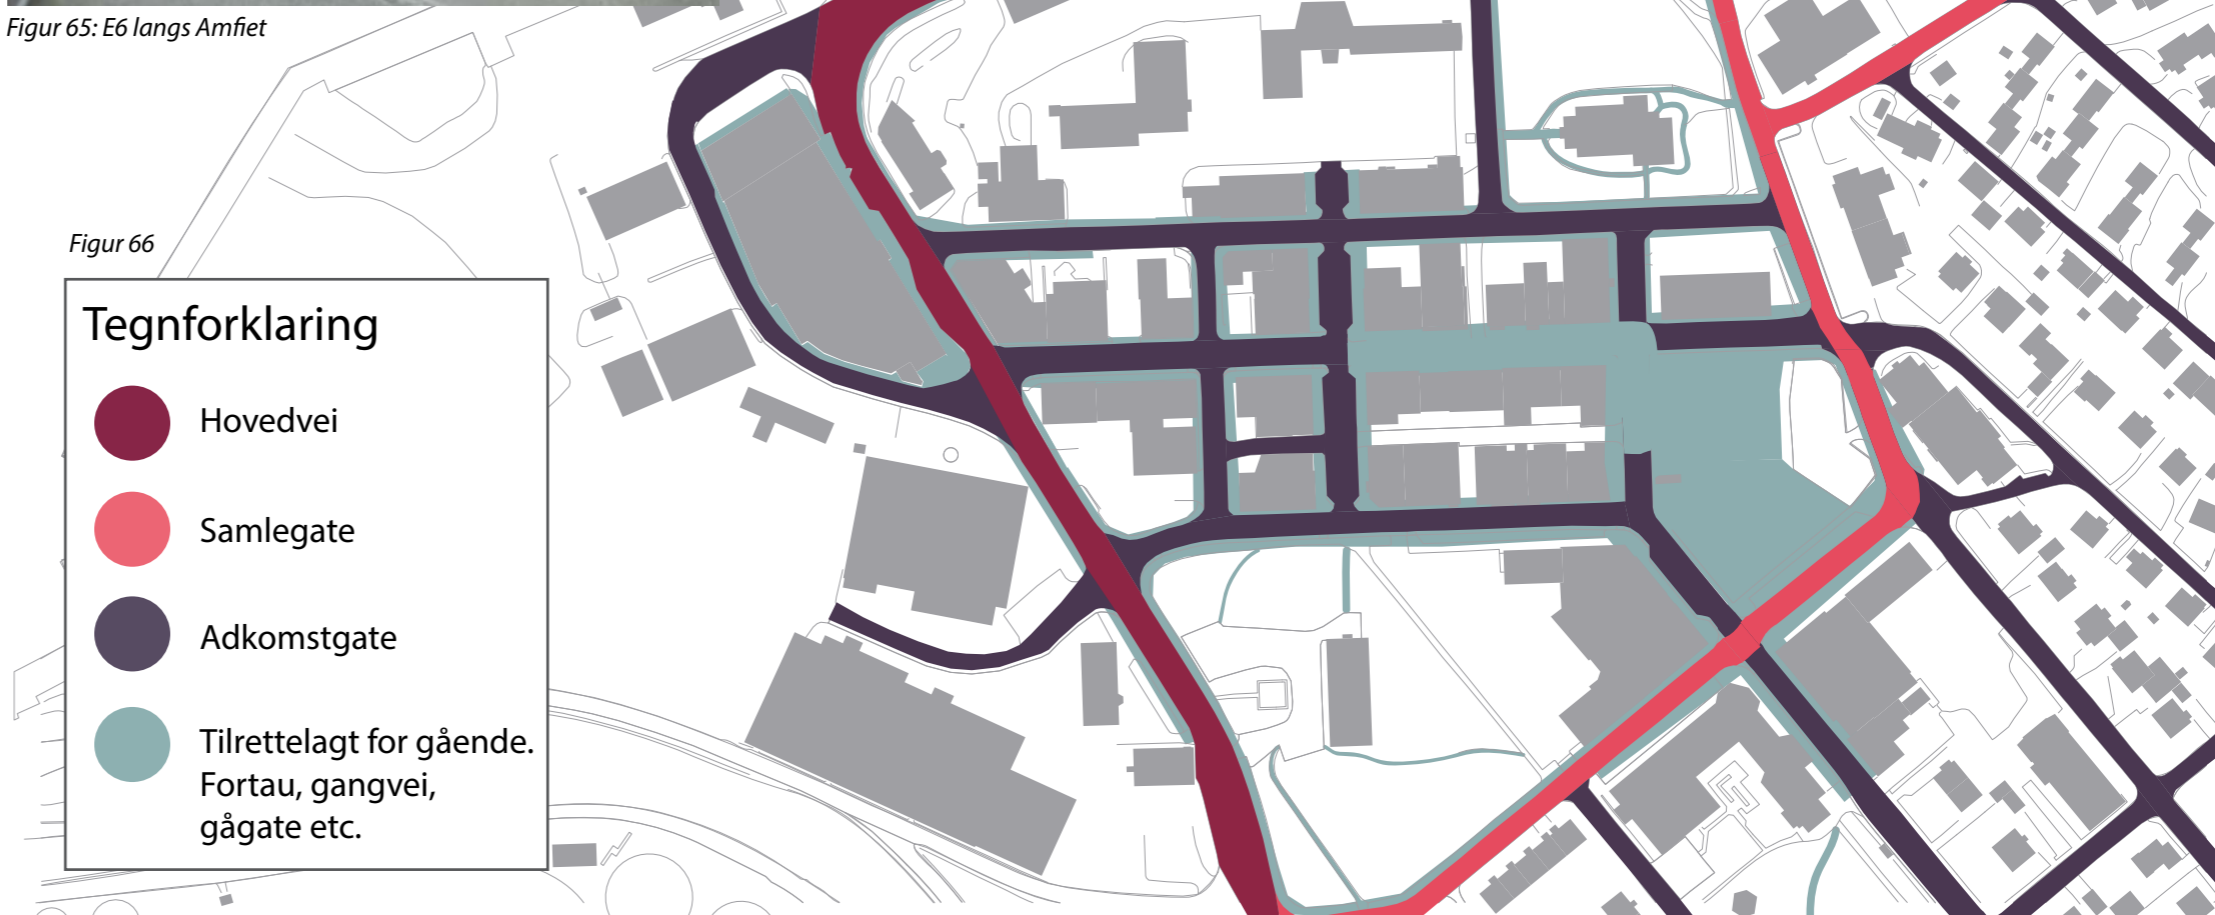 Figur 65: E6 langs Amfiet
Figur 66
Tegnforklaring
Hovedvei
Samlegate
Adkomstgate
Tilrettelagt for gående.
Fortau, gangvei,
gågate etc.